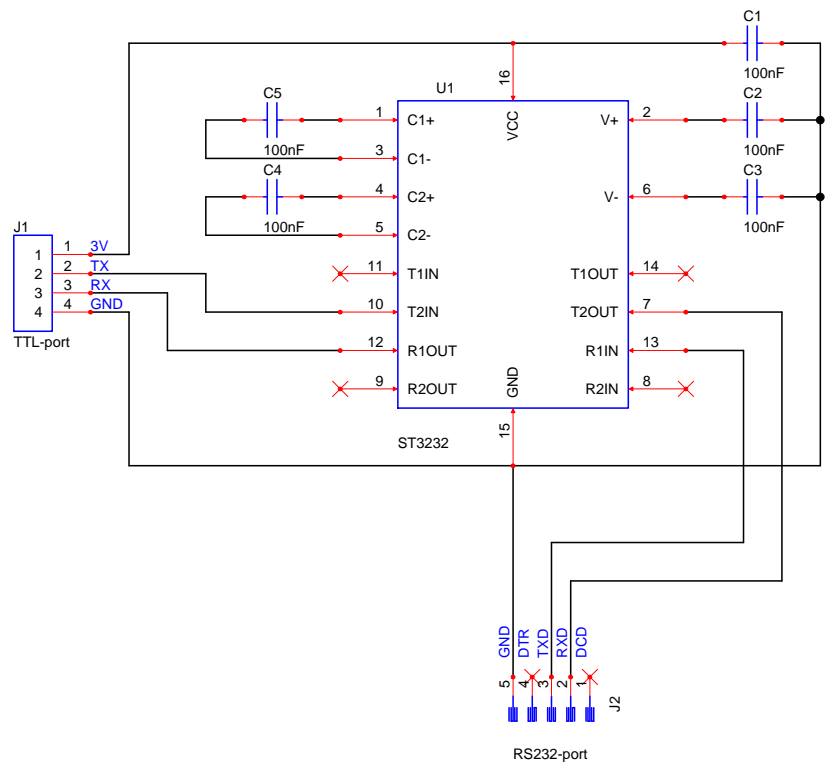 C1
100nF
16
U1
C5
100nF
C2
100nF
1 C1+
VCC
V+ 2
3 C1-
C4
100nF
4 C2+
V- 6
C3
100nF
5 C2-
J1
1 1 3V
2 2 TX
3 3 RX
4 4 GND
TTL-port
11 T1IN
T1OUT 14
10 T2IN
T2OUT 7
12 R1OUT
R1IN 13
9 R2OUT
GND
R2IN 8
15
ST3232
GND
DTR
TXD
RXD
DCD
5
4
3
2
1
J2
RS232-port